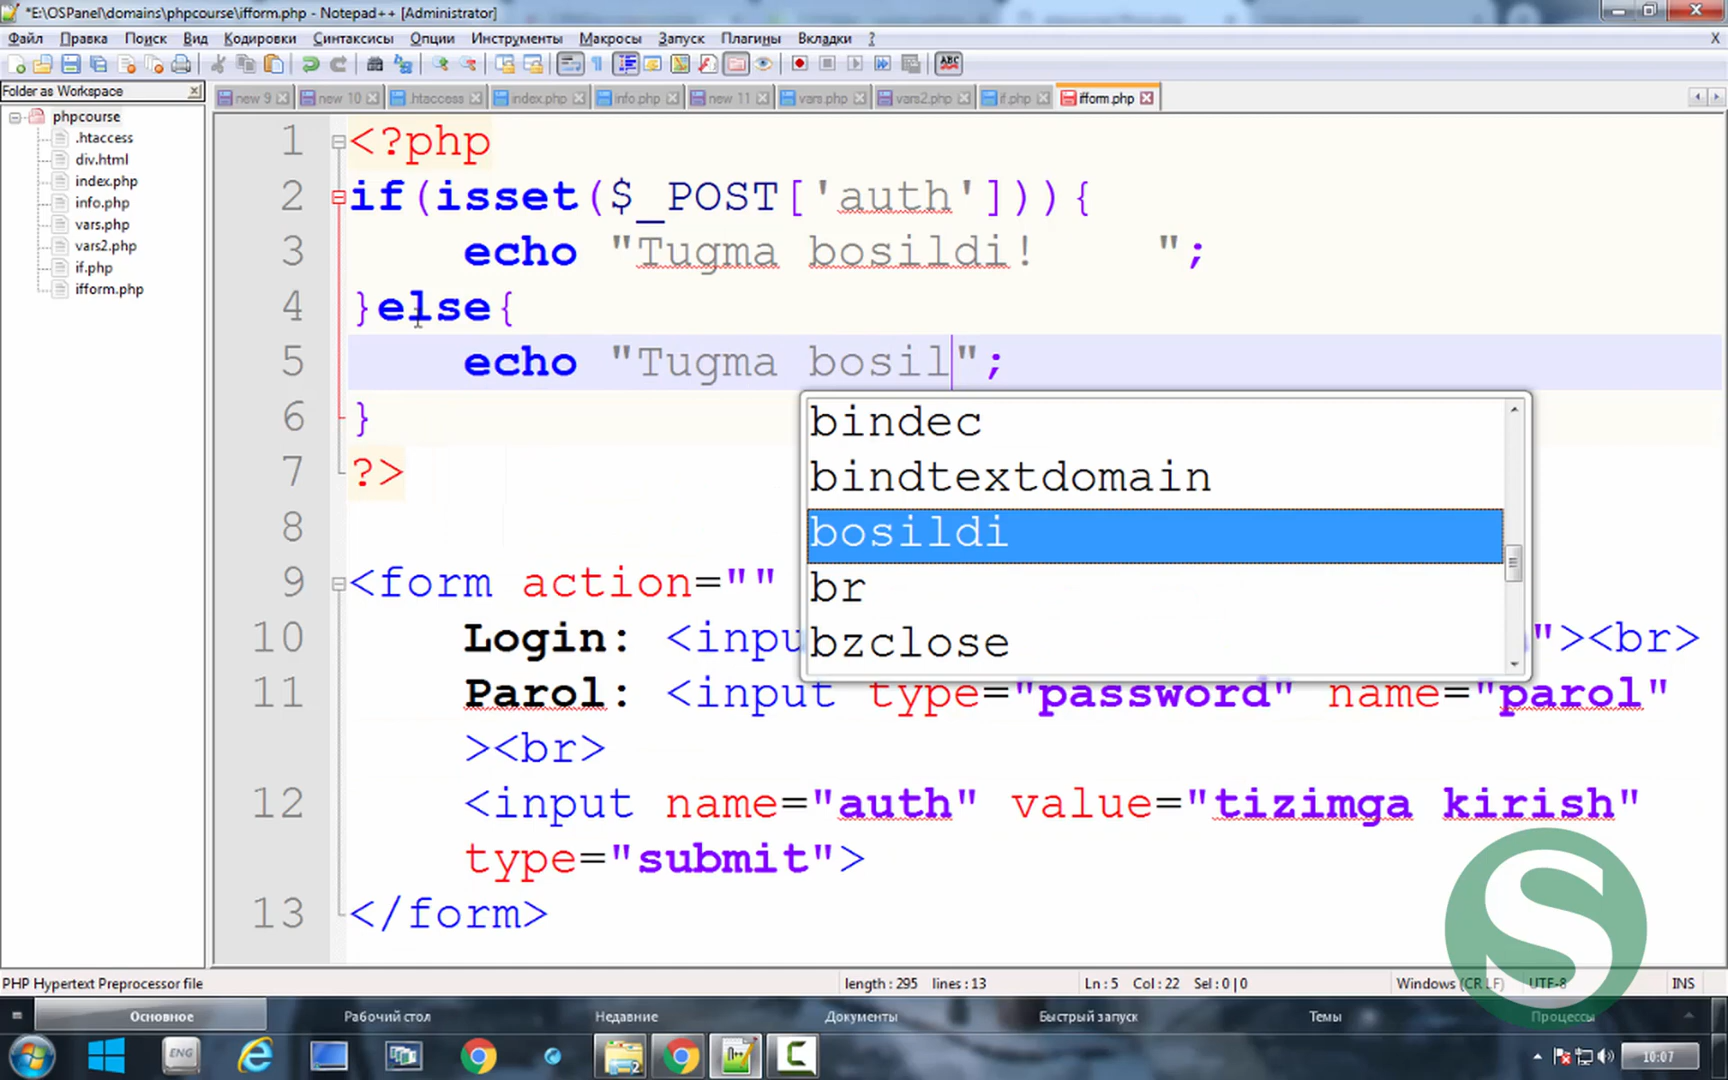 *E:\OSPanel\domains\phpcourse\ifform.php - Notepad++ [Administrator]
Файл Правка Поиск Вид Кодировки Синтаксисы Опции Инструменты Макросы Запуск Плагины Вкладки ? X
ABC
Folder as Workspace
new 9 new 10 .htaccess index.php info.php new 11 vars.php vars2.php if.php ifform.php
phpcourse
.htaccess
div.html
index.php
info.php
vars.php
vars2.php
if.php
ifform.php
1 <?php
2 if(isset($_POST['auth'])){
3 echo "Tugma bosildi! ";
4 }else{
5 echo "Tugma bosil";
6 }
7 ?>
8
9 <form action=""
10 Login: <inpu "><br>
11 Parol: <input type="password" name="parol"
><br>
12 <input name="auth" value="tizimga kirish"
type="submit">
13 </form>
bindec
bindtextdomain
bosildi
br
bzclose
S
PHP Hypertext Preprocessor file length : 295 lines : 13 Ln : 5 Col : 22 Sel : 0 | 0 Windows (CR LF) UTF-8 INS
Основное Рабочий стол Недавние Документы Быстрый запуск Темы Процессы
ENG
10:07